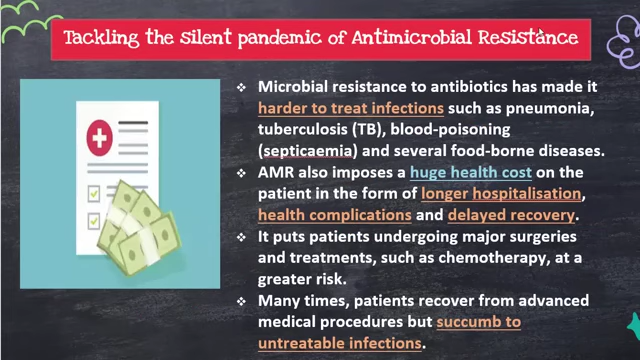 Tackling the silent pandemic of Antimicrobial Resistance
❖ Microbial resistance to antibiotics has made it
harder to treat infections such as pneumonia,
tuberculosis (TB), blood-poisoning
(septicaemia) and several food-borne diseases.
❖ AMR also imposes a huge health cost on the
patient in the form of longer hospitalisation,
health complications and delayed recovery.
❖ It puts patients undergoing major surgeries
and treatments, such as chemotherapy, at a
greater risk.
❖ Many times, patients recover from advanced
medical procedures but succumb to
untreatable infections.